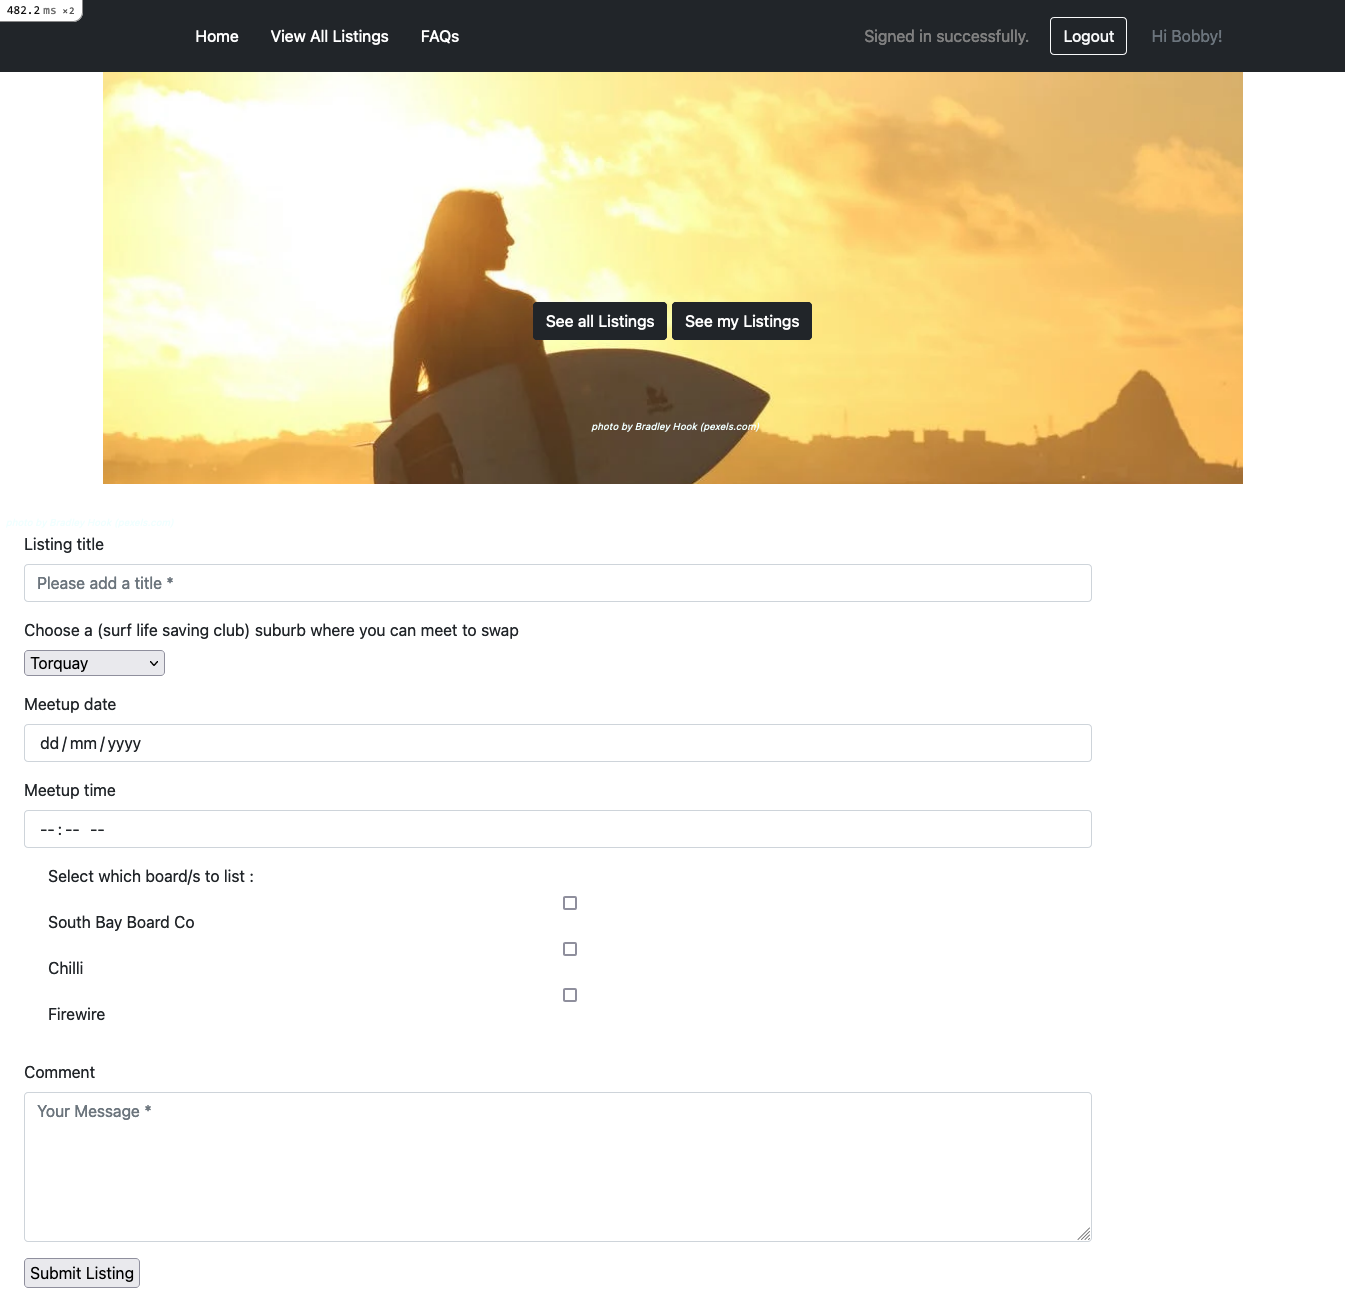 482.2 ms ×2
Home View All Listings FAQs Signed in successfully. Logout Hi Bobby!
See all Listings See my Listings
photo by Bradley Hook (pexels.com)
Listing title
Please add a title *
Choose a (surf life saving club) suburb where you can meet to swap
Torquay
Meetup date
dd/mm/yyyy
Meetup time
--:-- --
Select which board/s to list :
South Bay Board Co
Chilli
Firewire
Comment
Your Message *
Submit Listing